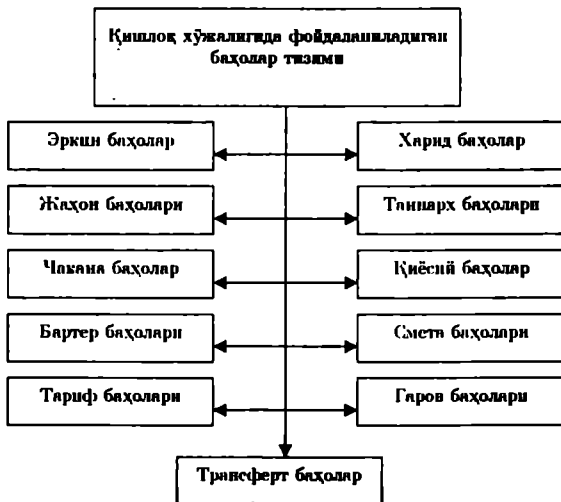 Қишлоқ хўжалигида фойдаланиладиган
баҳолар тизими
Эркин баҳолар
Харид баҳолар
Жаҳон баҳолари
Таннарх баҳолари
Чакана баҳолар
Қиёсий баҳолар
Бартер баҳолари
Смета баҳолари
Тариф баҳолари
Гаров баҳолари
Трансферт баҳолар